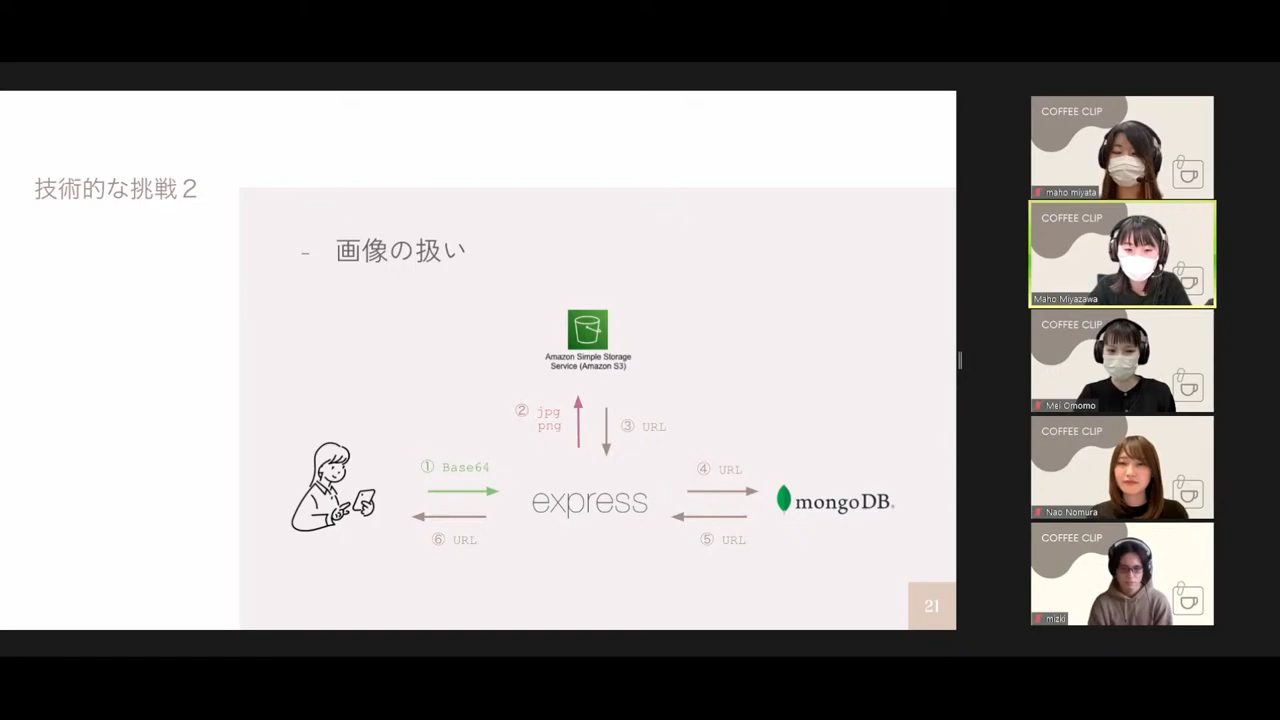 技術的な挑戦2
- 画像の扱い
Amazon Simple Storage
Service (Amazon S3)
② jpg
png
③ URL
① Base64
④ URL
express
mongoDB®
⑥ URL
⑤ URL
21
COFFEE CLIP
maho miyata
COFFEE CLIP
Maho Miyazawa
COFFEE CLIP
Mei Omomo
COFFEE CLIP
Nao Nomura
COFFEE CLIP
mizki